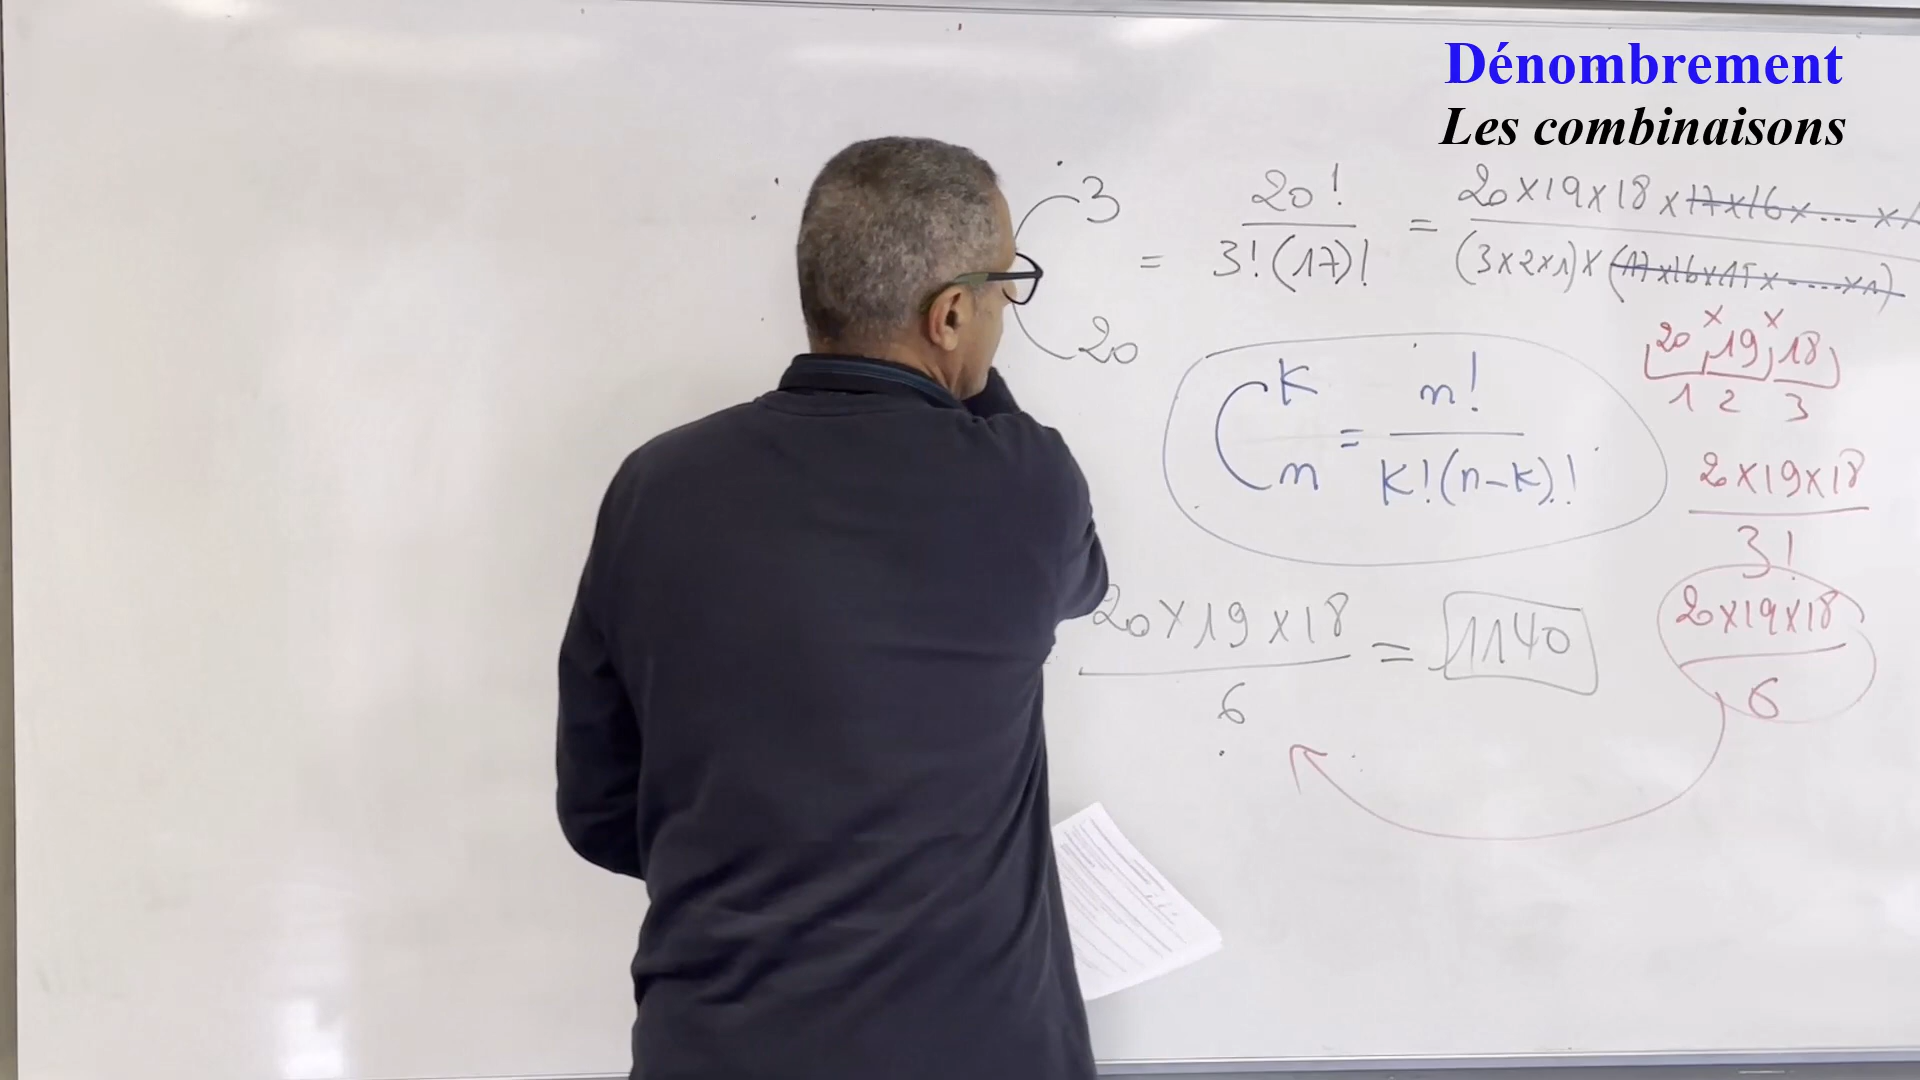 Dénombrement
Les combinaisons
C 3 20 = 20! / 3!(17)! = 20×19×18×17×16×....× / (3×2×1)×(17×16×15×.....×1)
20 × 19 × 18
1 2 3
C k n = n! / k!(n-k)!
20×19×18 / 3!
20×19×18 / 6 = 1140
20×19×18 / 6